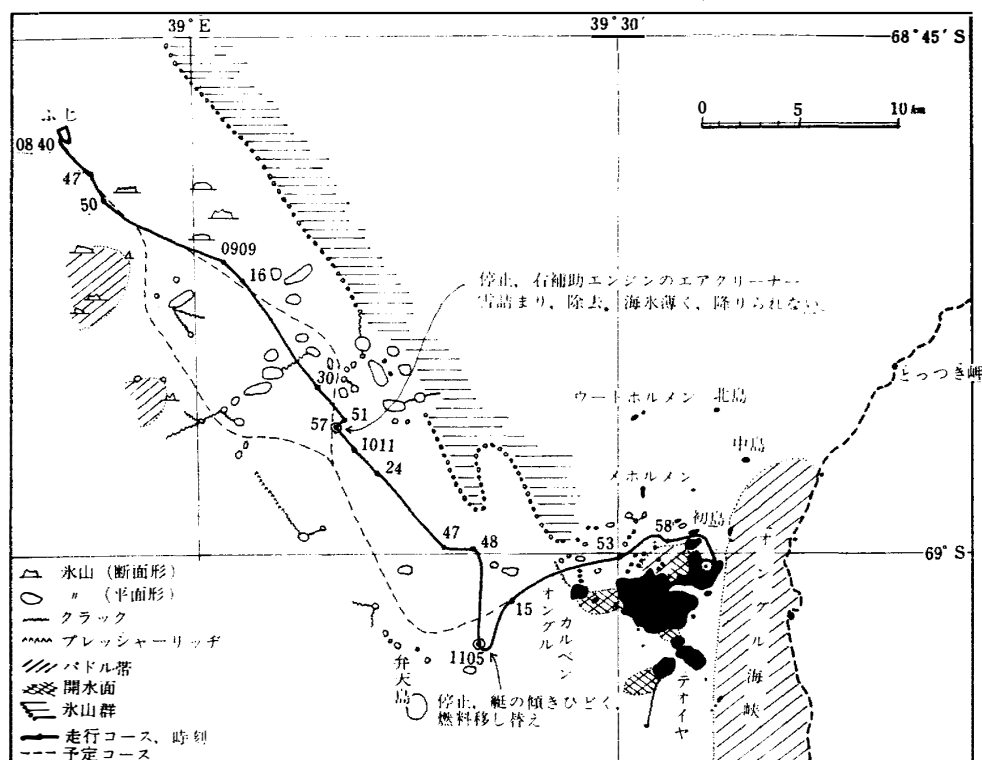 39°E
39°30′
68°45′S
ふじ
0 5 10 km
0840
47
50
0909
16
停止、右補助エンジンのエアクリーナー
雪詰まり、除去。海氷薄く、降りられない。
とっつき岬
30
ウートホルメン
北島
51
57
中島
1011
24
メホルメン
初島
47
48
53
58
69°S
オングル海峡
15
オングルカルベン
1105
弁天島
テオイヤ
停止、艇の傾きひどく
燃料移し替え
氷山（断面形）
〃（平面形）
クラック
プレッシャーリッヂ
パドル帯
開水面
氷山群
走行コース、時刻
予定コース